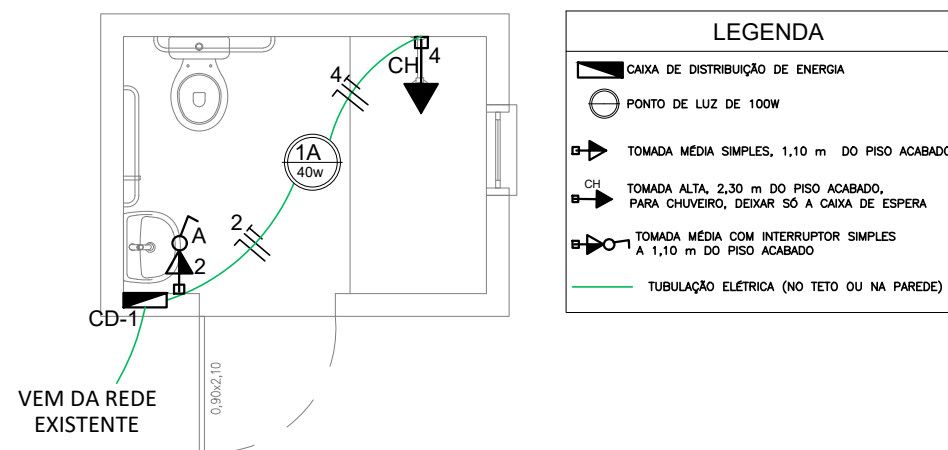 4
CH
4
1A
40w
2
A
2
CD-1
0,90x2,10
VEM DA REDE
EXISTENTE
LEGENDA
CAIXA DE DISTRIBUIÇÃO DE ENERGIA
PONTO DE LUZ DE 100W
TOMADA MÉDIA SIMPLES, 1,10 m DO PISO ACABADO
CH
TOMADA ALTA, 2,30 m DO PISO ACABADO,
PARA CHUVEIRO, DEIXAR SÓ A CAIXA DE ESPERA
TOMADA MÉDIA COM INTERRUPTOR SIMPLES
A 1,10 m DO PISO ACABADO
TUBULAÇÃO ELÉTRICA (NO TETO OU NA PAREDE)